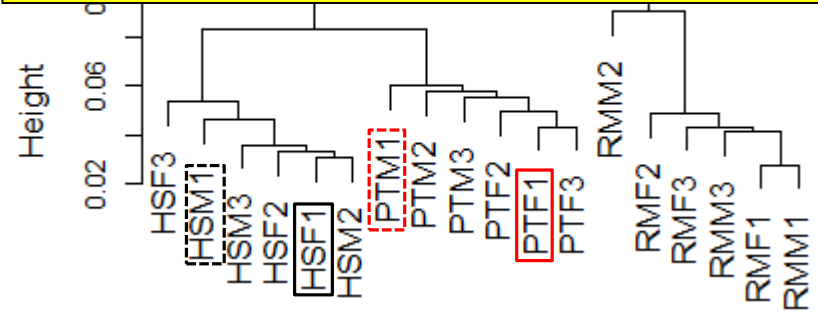 Height
0.06
0.02
HSF3
HSM1
HSM3
HSF2
HSF1
HSM2
PTM1
PTM2
PTM3
PTF2
PTF1
PTF3
RMM2
RMF2
RMF3
RMM3
RMF1
RMM1